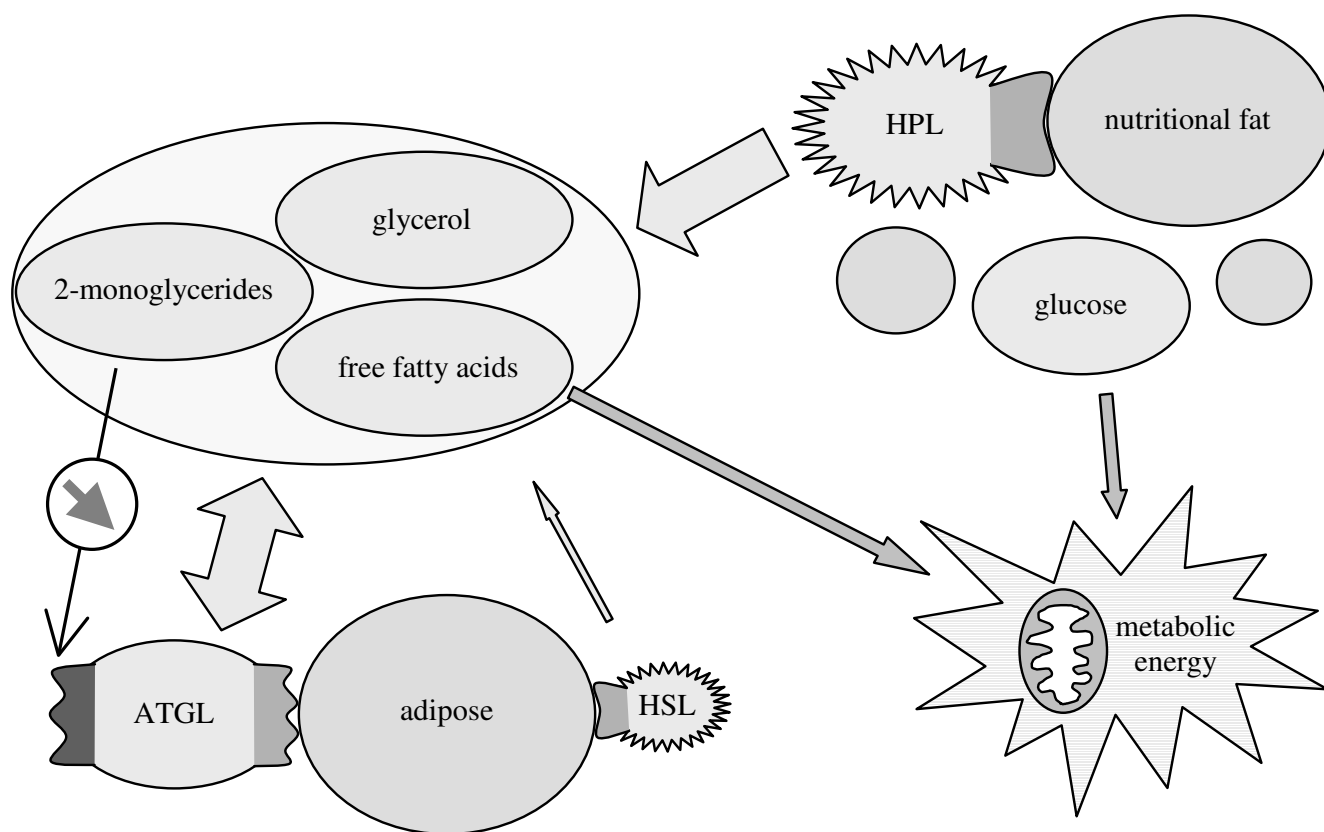 HPL
nutritional fat
glycerol
2-monoglycerides
glucose
free fatty acids
metabolic
energy
ATGL
adipose
HSL